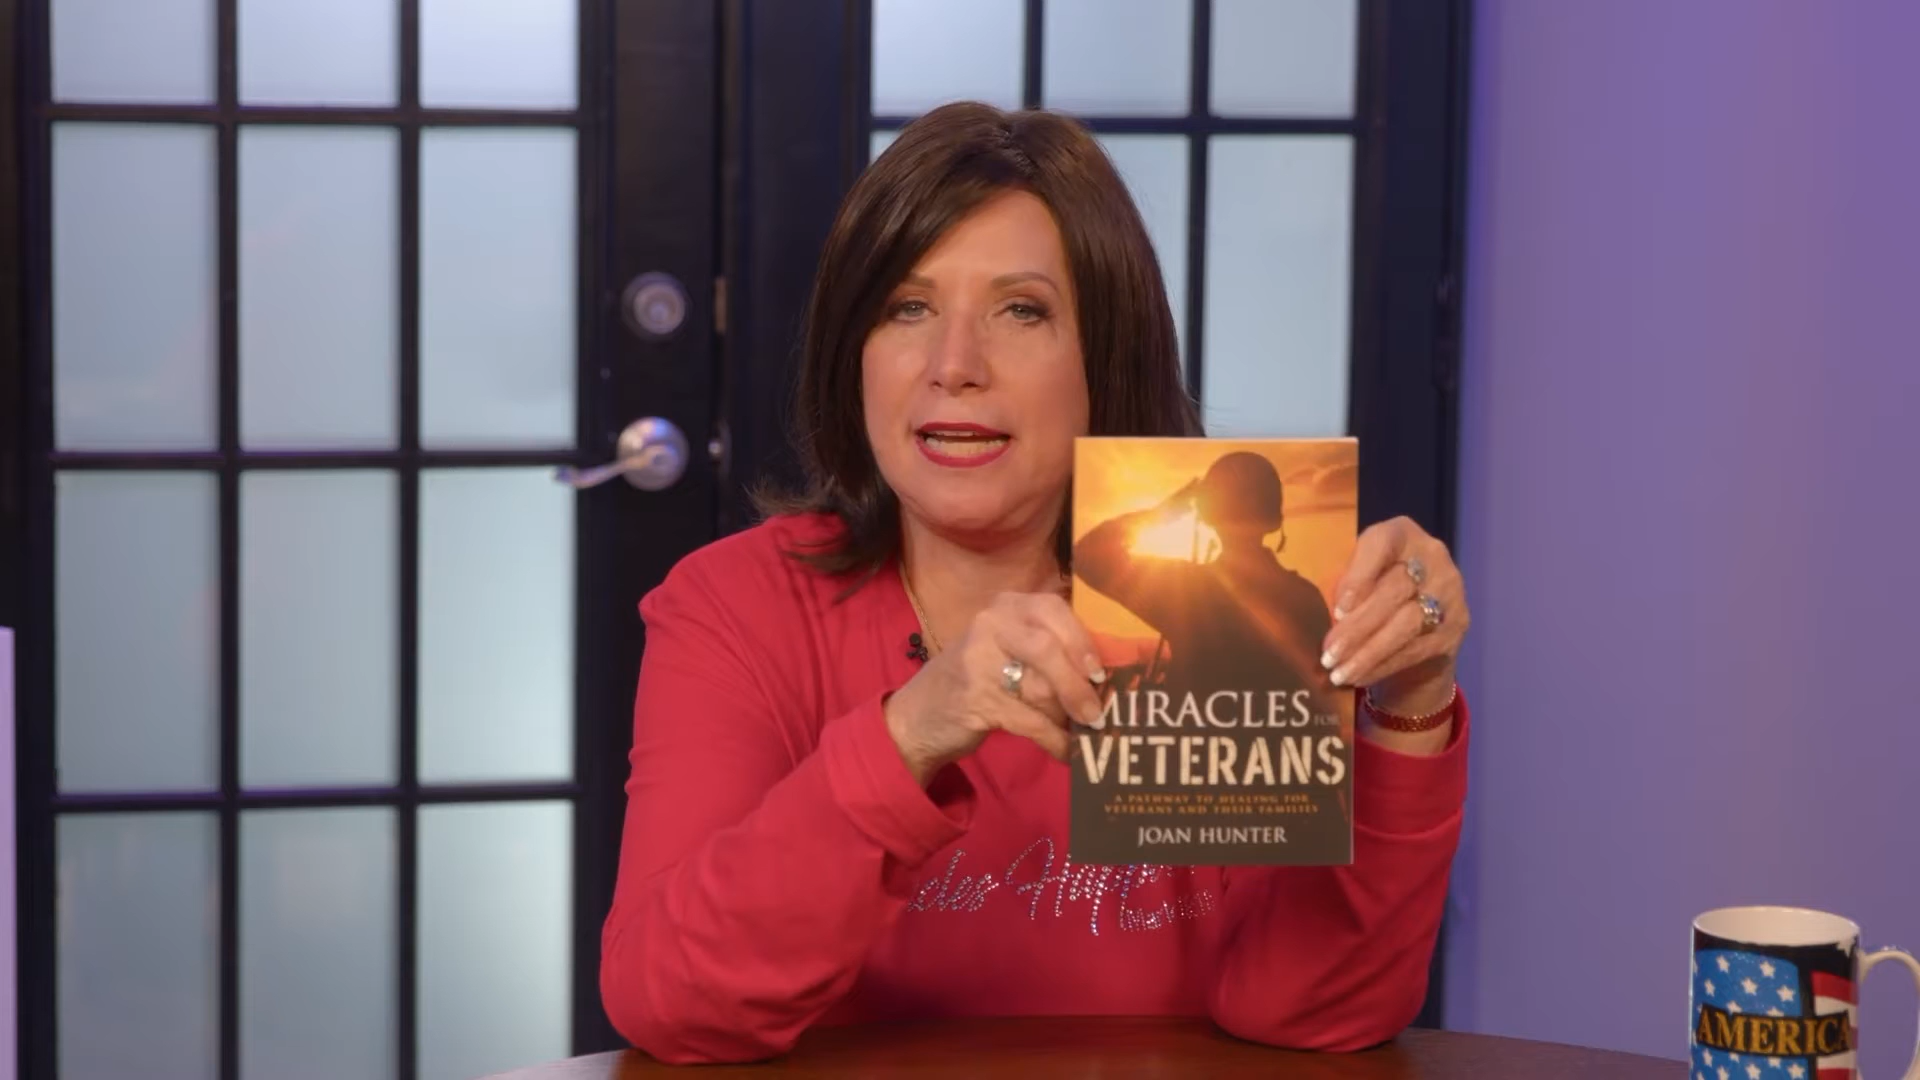 MIRACLES FOR
VETERANS
A PATHWAY TO HEALING FOR
VETERANS AND THEIR FAMILIES
JOAN HUNTER
AMERICA